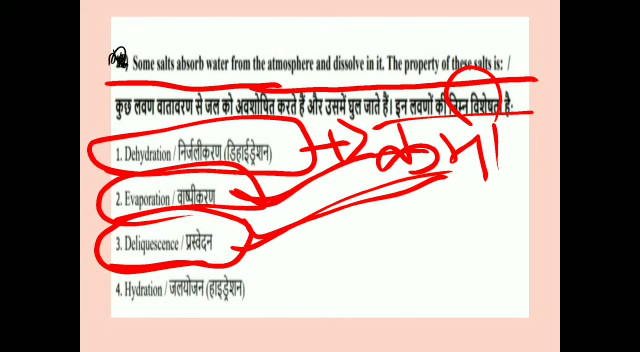 Some salts absorb water from the atmosphere and dissolve in it. The property of these salts is: /
कुछ लवण वातावरण से जल को अवशोषित करते हैं और उसमें घुल जाते हैं। इन लवणों की निम्न विशेषता है:
1. Dehydration / निर्जलीकरण (डिहाईड्रेशन)
2. Evaporation / वाष्पीकरण
3. Deliquescence / प्रस्वेदन
4. Hydration / जलयोजन (हाइड्रेशन)